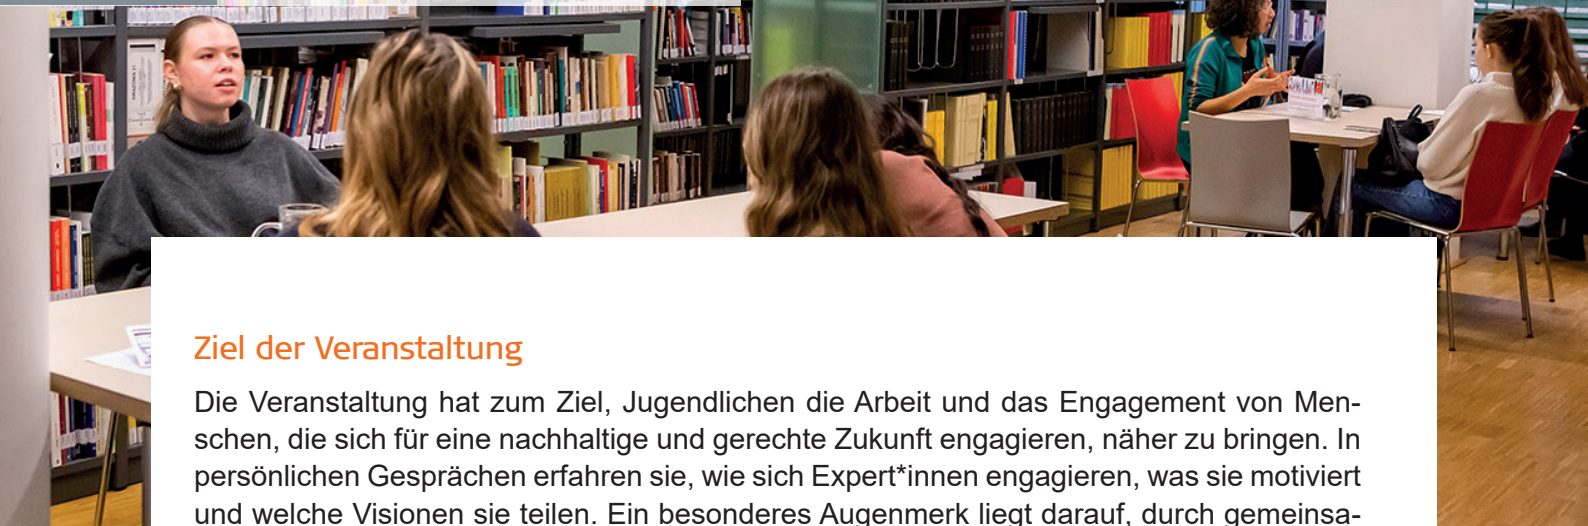 Ziel der Veranstaltung
Die Veranstaltung hat zum Ziel, Jugendlichen die Arbeit und das Engagement von Men-
schen, die sich für eine nachhaltige und gerechte Zukunft engagieren, näher zu bringen. In
persönlichen Gesprächen erfahren sie, wie sich Expert*innen engagieren, was sie motiviert
und welche Visionen sie teilen. Ein besonderes Augenmerk liegt darauf, durch gemeinsa-